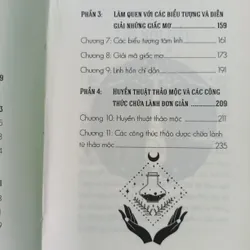 PHẦN 3: LÀM QUEN VỚI CÁC BIỂU TƯỢNG VÀ DIỄN
GIẢI NHỮNG GIẤC MƠ 159
Chương 7: Các biểu tượng tâm linh 161
Chương 8: Giải mã giấc mơ 173
Chương 9: Linh hồn chỉ dẫn 191
PHẦN 4: HUYỀN THUẬT THẢO MỘC VÀ CÁC CÔNG
THỨC CHỮA LÀNH ĐƠN GIẢN 209
Chương 10: Huyền thuật thảo mộc 211
Chương 11: Các công thức thảo dược chữa lành
từ thảo mộc 235